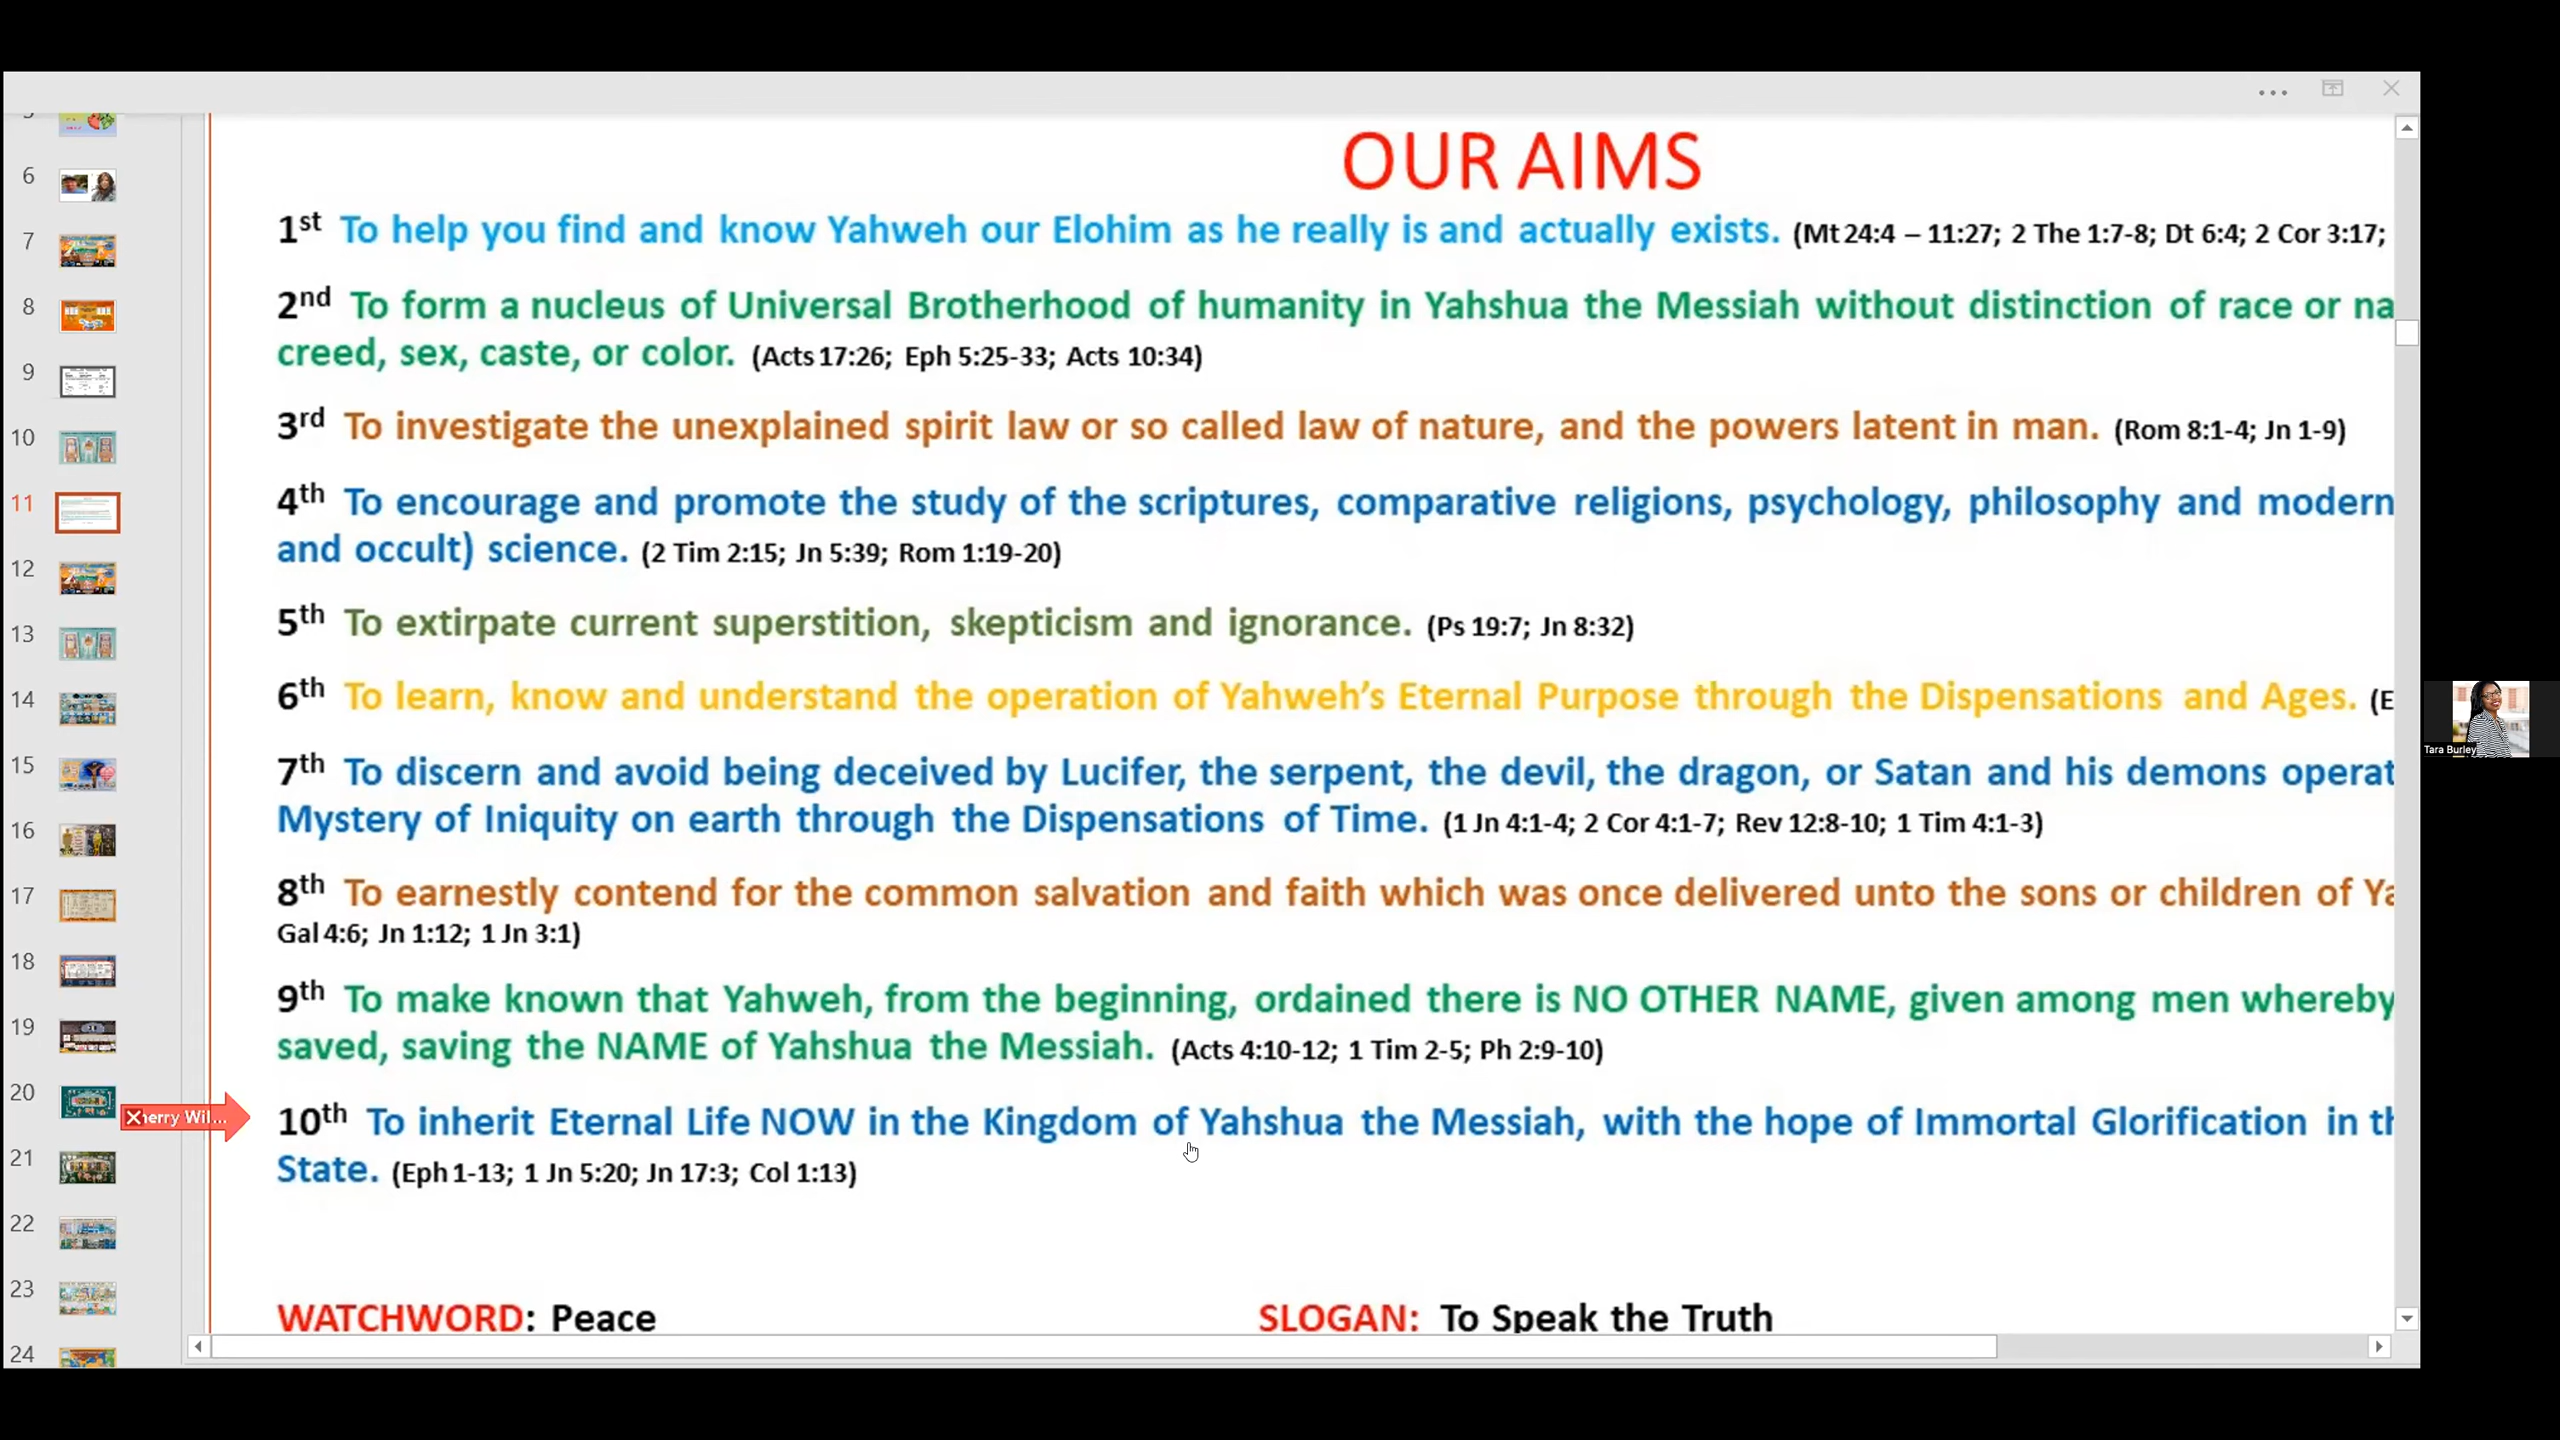 OUR AIMS
1st To help you find and know Yahweh our Elohim as he really is and actually exists. (Mt 24:4 – 11:27; 2 The 1:7-8; Dt 6:4; 2 Cor 3:17;
2nd To form a nucleus of Universal Brotherhood of humanity in Yahshua the Messiah without distinction of race or na
creed, sex, caste, or color. (Acts 17:26; Eph 5:25-33; Acts 10:34)
3rd To investigate the unexplained spirit law or so called law of nature, and the powers latent in man. (Rom 8:1-4; Jn 1-9)
4th To encourage and promote the study of the scriptures, comparative religions, psychology, philosophy and modern
and occult) science. (2 Tim 2:15; Jn 5:39; Rom 1:19-20)
5th To extirpate current superstition, skepticism and ignorance. (Ps 19:7; Jn 8:32)
6th To learn, know and understand the operation of Yahweh’s Eternal Purpose through the Dispensations and Ages. (E
7th To discern and avoid being deceived by Lucifer, the serpent, the devil, the dragon, or Satan and his demons operat
Mystery of Iniquity on earth through the Dispensations of Time. (1 Jn 4:1-4; 2 Cor 4:1-7; Rev 12:8-10; 1 Tim 4:1-3)
8th To earnestly contend for the common salvation and faith which was once delivered unto the sons or children of Ya
Gal 4:6; Jn 1:12; 1 Jn 3:1)
9th To make known that Yahweh, from the beginning, ordained there is NO OTHER NAME, given among men whereby
saved, saving the NAME of Yahshua the Messiah. (Acts 4:10-12; 1 Tim 2-5; Ph 2:9-10)
10th To inherit Eternal Life NOW in the Kingdom of Yahshua the Messiah, with the hope of Immortal Glorification in th
State. (Eph 1-13; 1 Jn 5:20; Jn 17:3; Col 1:13)
WATCHWORD: Peace
SLOGAN: To Speak the Truth
6
7
8
9
10
11
12
13
14
15
16
17
18
19
20
21
22
23
24
herry Wil...
Tara Burley